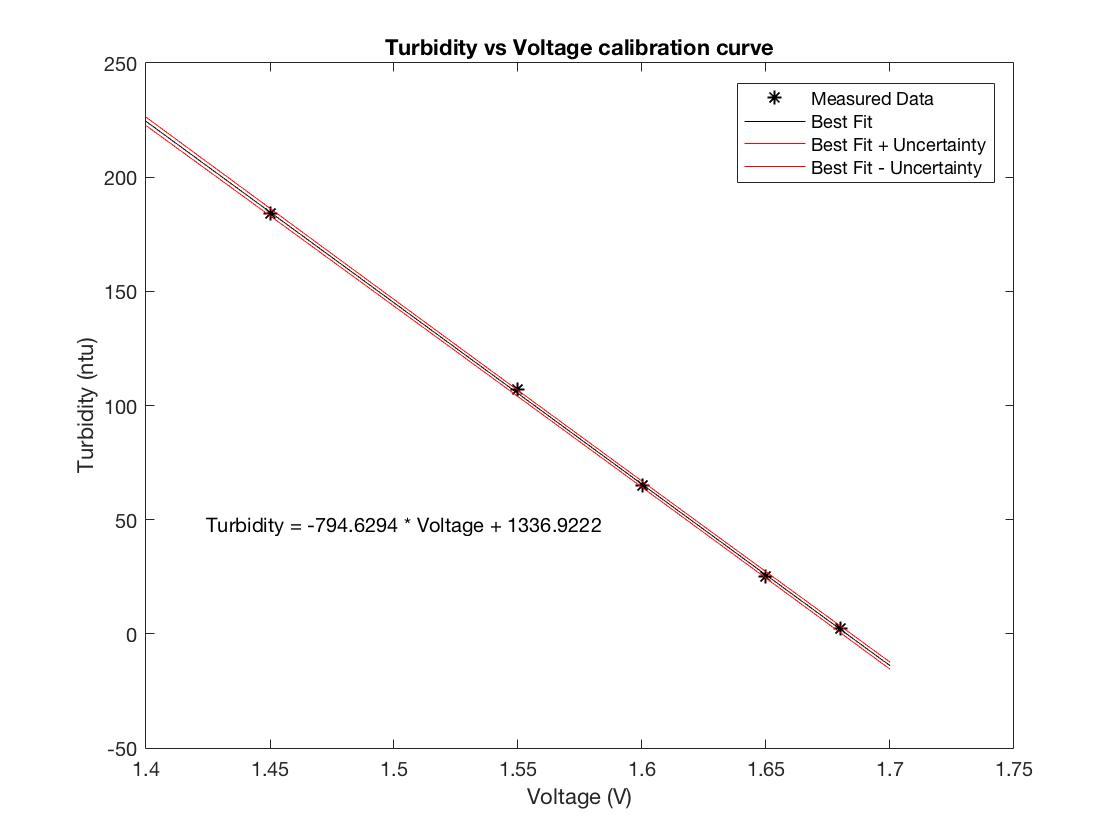 Turbidity vs Voltage calibration curve
250
200
150
100
50
0
-50
Turbidity (ntu)
Measured Data
Best Fit
Best Fit + Uncertainty
Best Fit - Uncertainty
Turbidity = -794.6294 * Voltage + 1336.9222
1.4 1.45 1.5 1.55 1.6 1.65 1.7 1.75
Voltage (V)